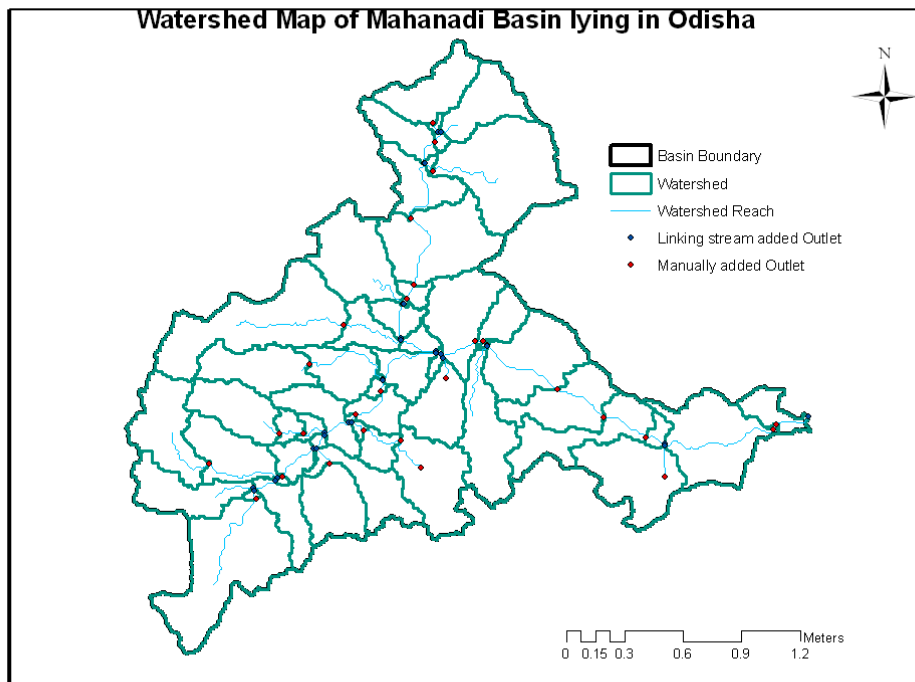 Watershed Map of Mahanadi Basin lying in Odisha
N
Basin Boundary
Watershed
Watershed Reach
Linking stream added Outlet
Manually added Outlet
Meters
0 0.15 0.3 0.6 0.9 1.2